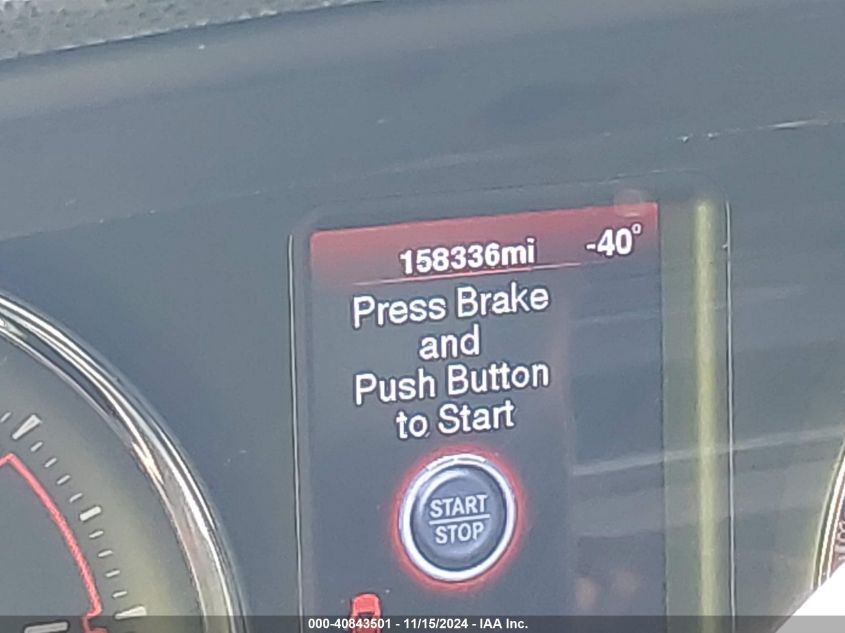 158336mi -40°
Press Brake
and
Push Button
to Start
START
STOP
000-40843501 - 11/15/2024 - IAA Inc.